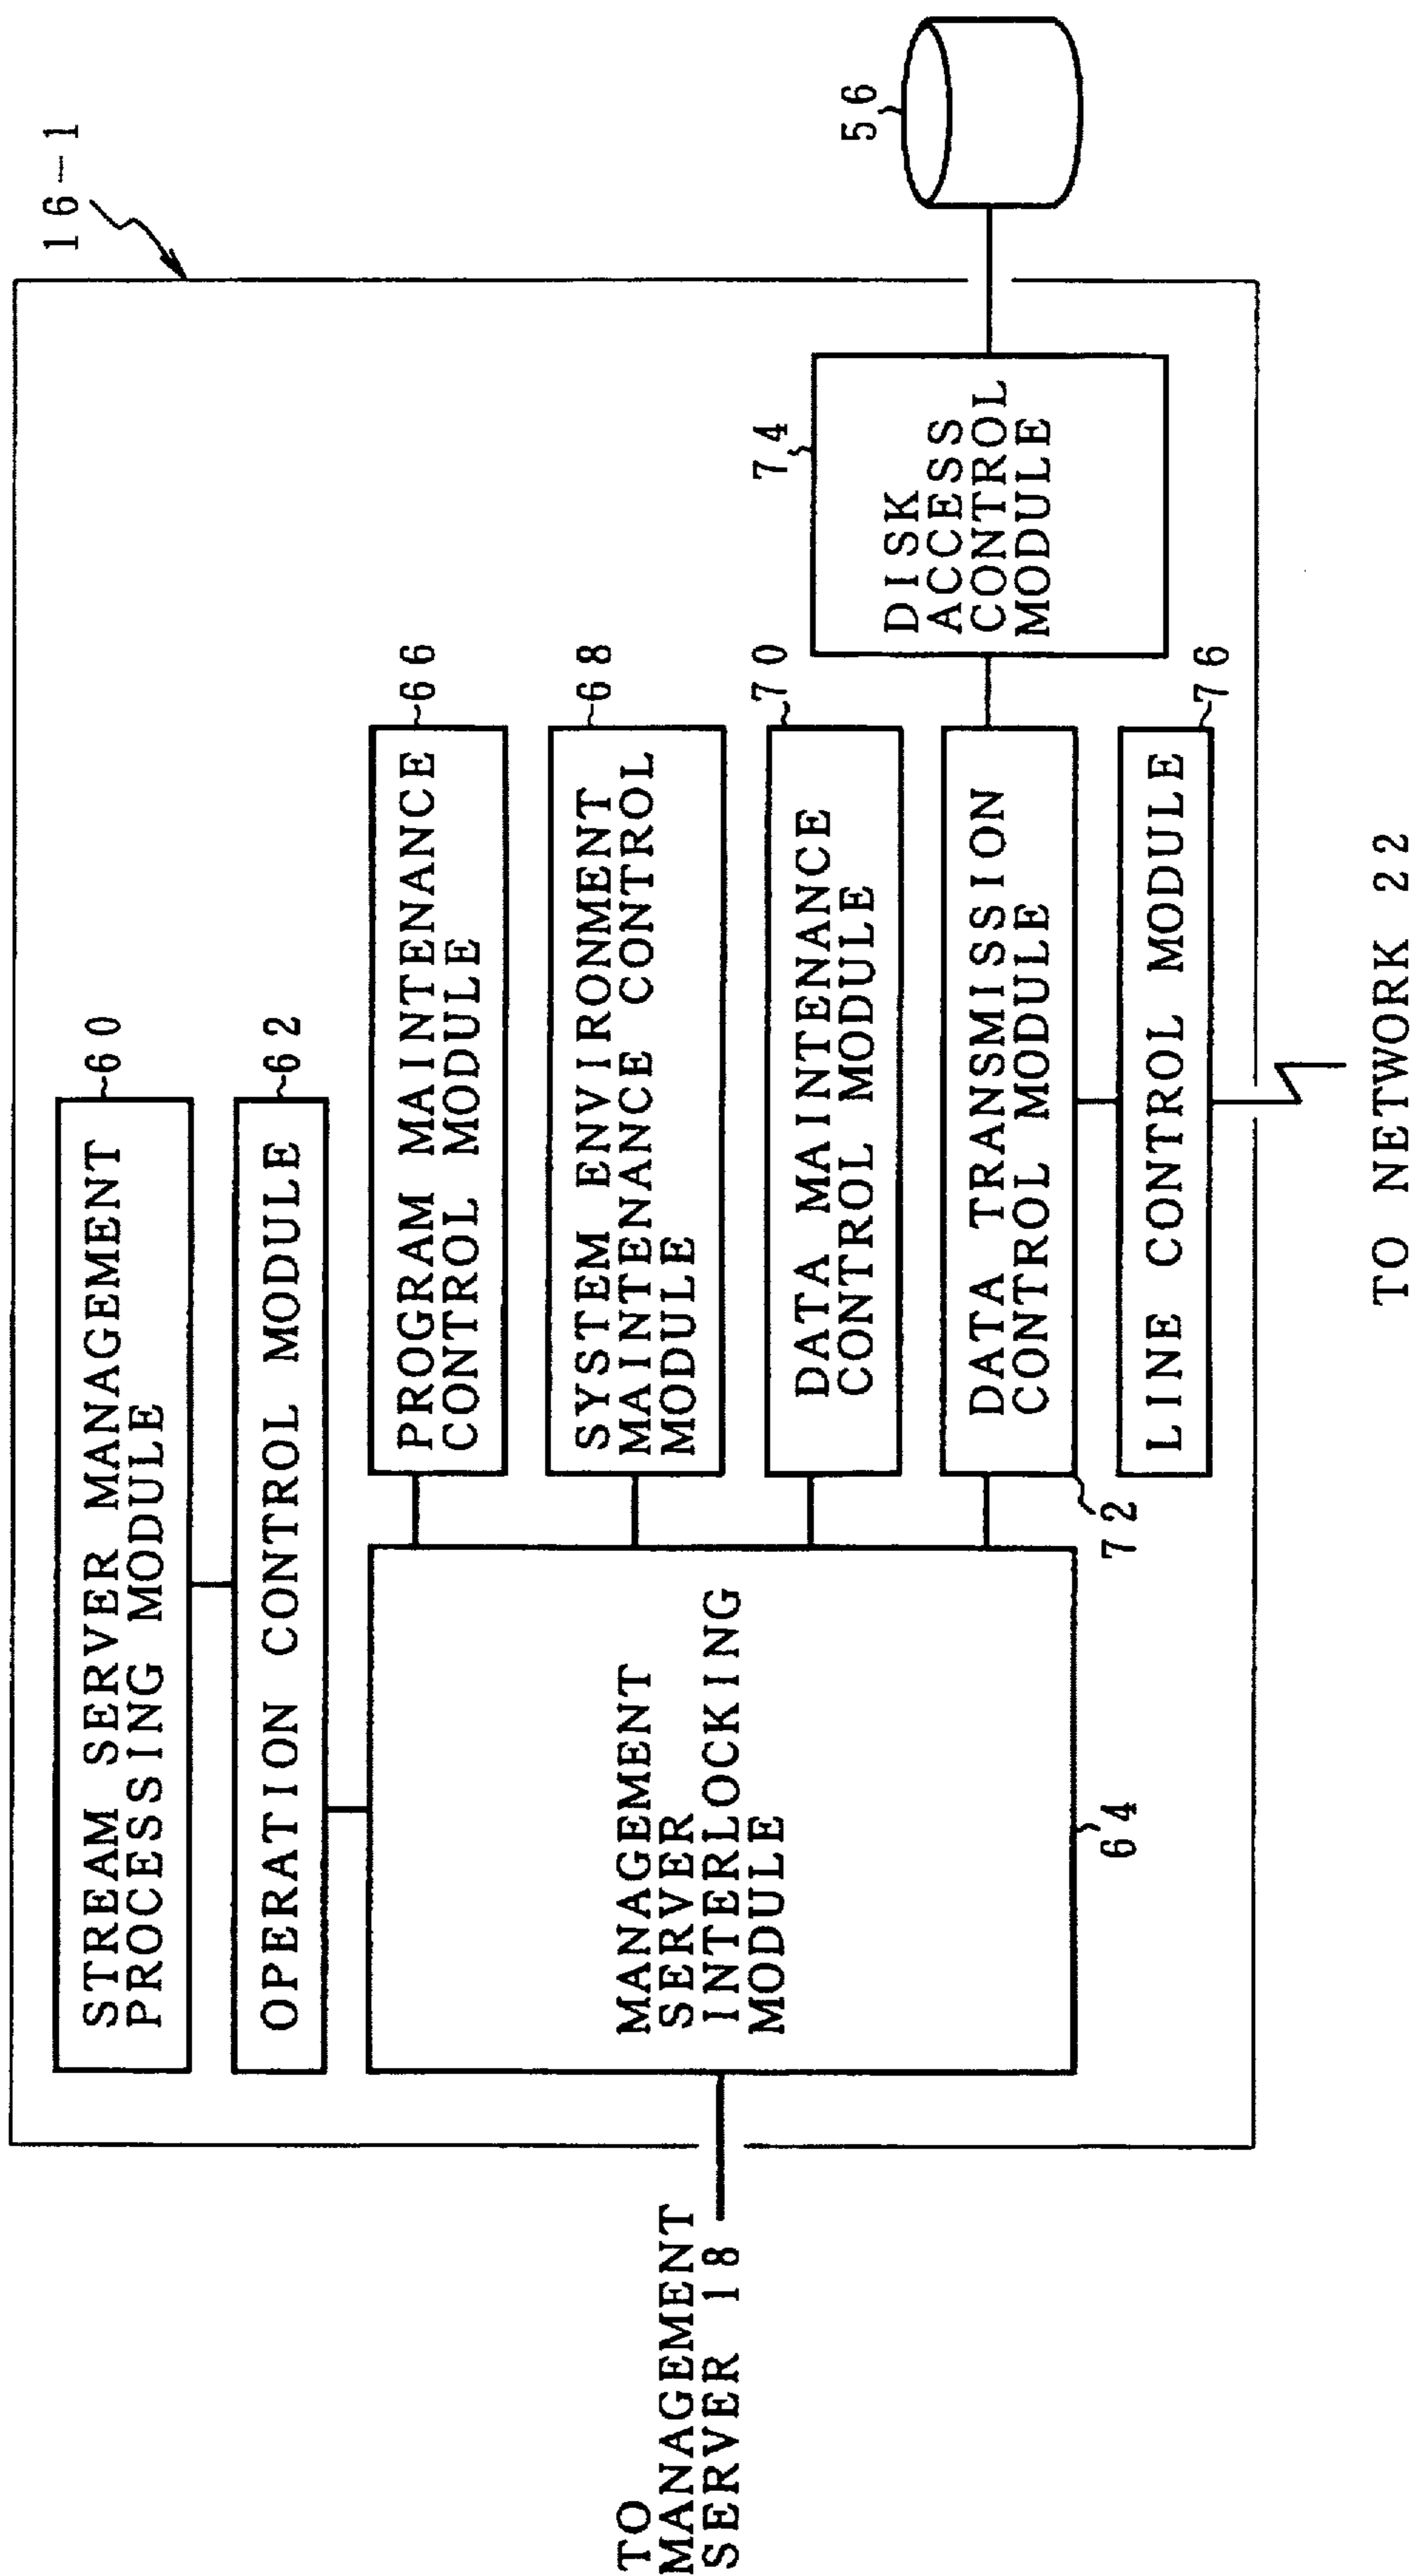 16-1
STREAM SERVER MANAGEMENT
PROCESSING MODULE
60
OPERATION CONTROL MODULE
62
PROGRAM MAINTENANCE
CONTROL MODULE
66
SYSTEM ENVIRONMENT
MAINTENANCE CONTROL
MODULE
68
TO
MANAGEMENT
SERVER 18
MANAGEMENT
SERVER
INTERLOCKING
MODULE
64
DATA MAINTENANCE
CONTROL MODULE
70
DATA TRANSMISSION
CONTROL MODULE
72
DISK
ACCESS
CONTROL
MODULE
74
56
LINE CONTROL MODULE
76
TO NETWORK 22